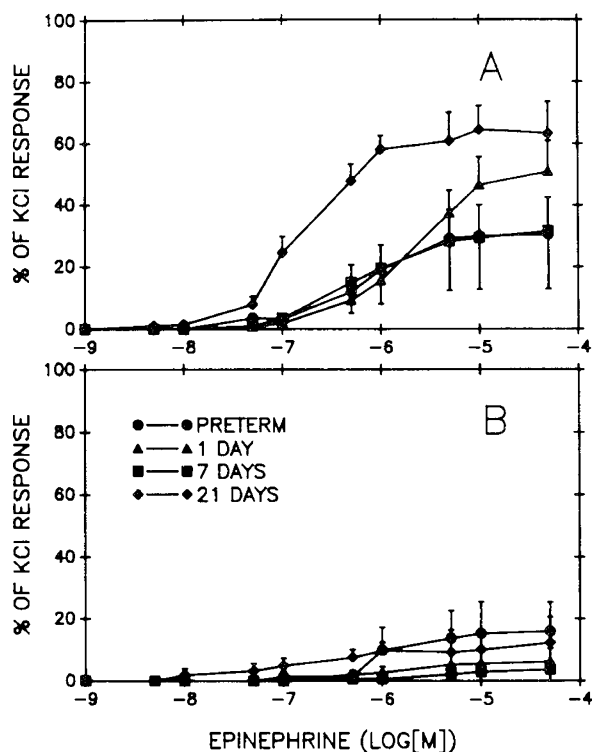 100
80
60
40
20
0
% OF KCl RESPONSE
A
-9 -8 -7 -6 -5 -4
100
80
60
40
20
0
% OF KCl RESPONSE
B
PRETERM
1 DAY
7 DAYS
21 DAYS
-9 -8 -7 -6 -5 -4
EPINEPHRINE (LOG[M])